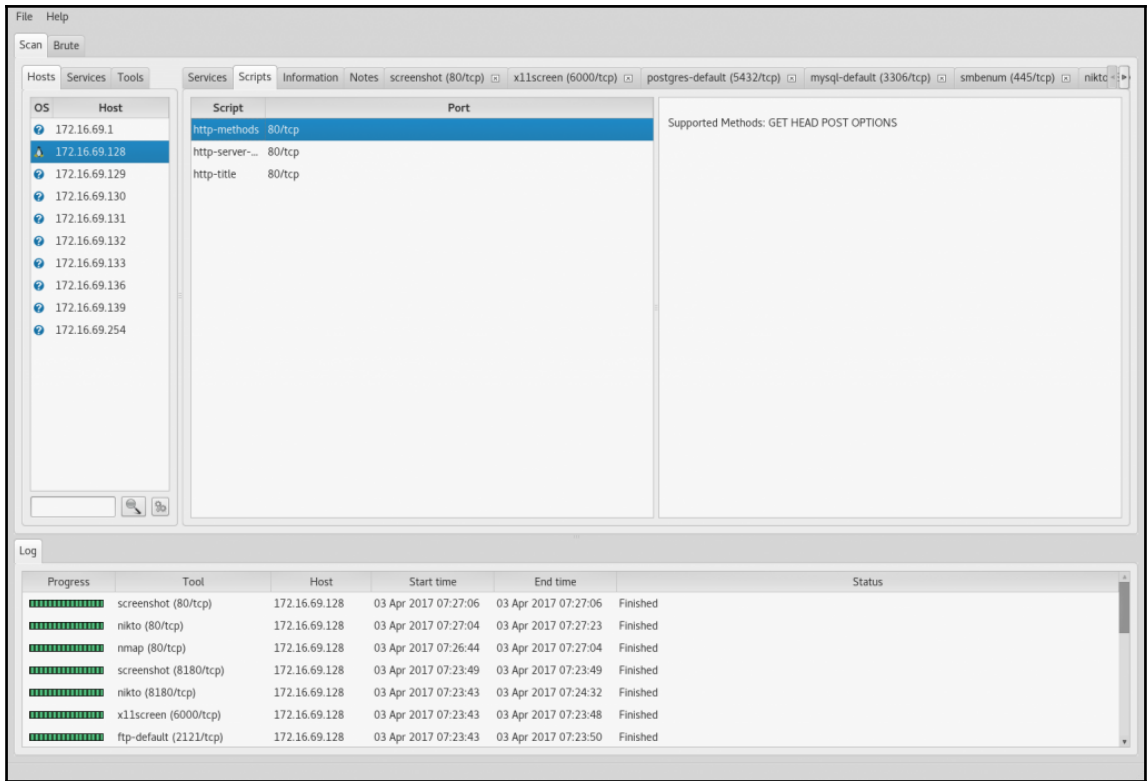 File Help
Scan Brute
Hosts Services Tools
Services Scripts Information Notes screenshot (80/tcp) x11screen (6000/tcp) postgres-default (5432/tcp) mysql-default (3306/tcp) smbenum (445/tcp) nikto
OS Host
172.16.69.1
172.16.69.128
172.16.69.129
172.16.69.130
172.16.69.131
172.16.69.132
172.16.69.133
172.16.69.136
172.16.69.139
172.16.69.254
Script Port
http-methods 80/tcp
http-server-... 80/tcp
http-title 80/tcp
Supported Methods: GET HEAD POST OPTIONS
Log
Progress Tool Host Start time End time Status
screenshot (80/tcp) 172.16.69.128 03 Apr 2017 07:27:06 03 Apr 2017 07:27:06 Finished
nikto (80/tcp) 172.16.69.128 03 Apr 2017 07:27:04 03 Apr 2017 07:27:23 Finished
nmap (80/tcp) 172.16.69.128 03 Apr 2017 07:26:44 03 Apr 2017 07:27:04 Finished
screenshot (8180/tcp) 172.16.69.128 03 Apr 2017 07:23:49 03 Apr 2017 07:23:49 Finished
nikto (8180/tcp) 172.16.69.128 03 Apr 2017 07:23:43 03 Apr 2017 07:24:32 Finished
x11screen (6000/tcp) 172.16.69.128 03 Apr 2017 07:23:43 03 Apr 2017 07:23:48 Finished
ftp-default (2121/tcp) 172.16.69.128 03 Apr 2017 07:23:43 03 Apr 2017 07:23:50 Finished